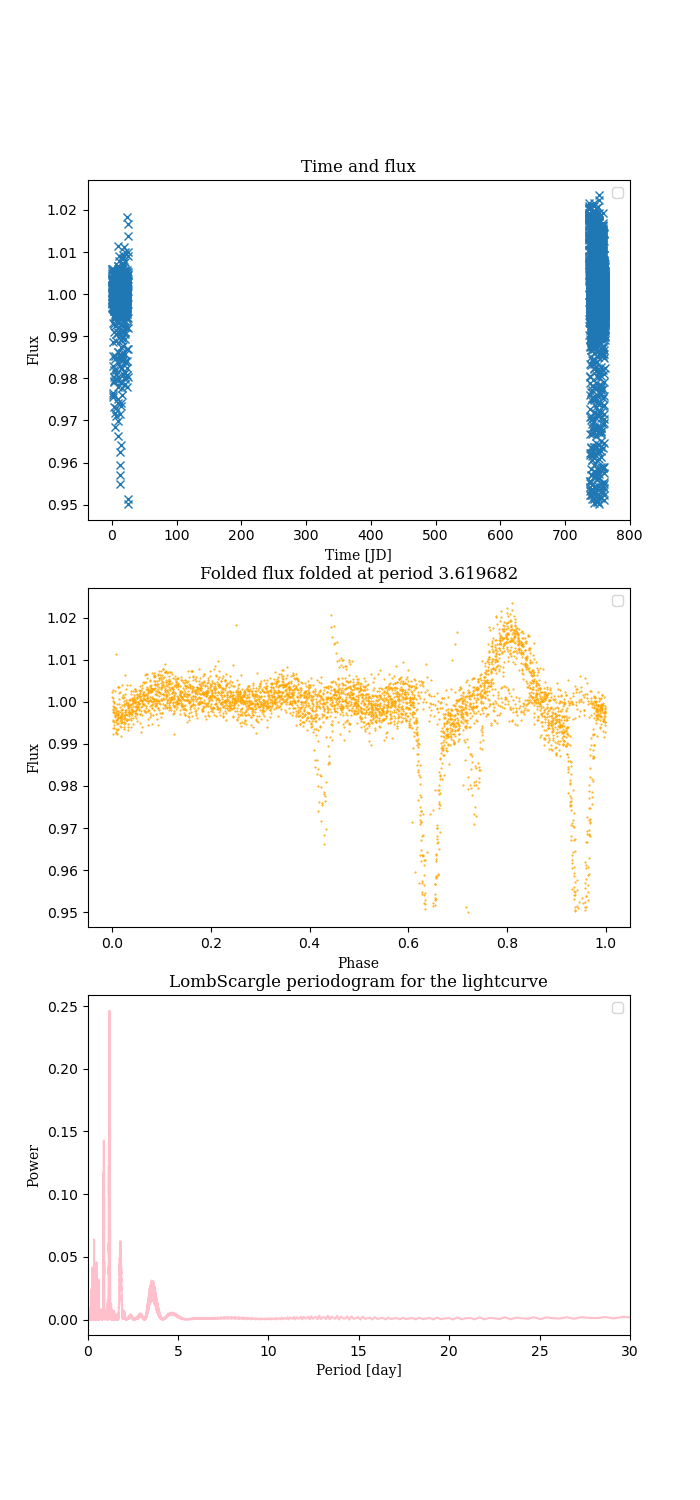 Time and flux
1.02
1.01
1.00
0.99
0.98
0.97
0.96
0.95
Flux
0 100 200 300 400 500 600 700 800
Time [JD]
Folded flux folded at period 3.619682
1.02
1.01
1.00
0.99
0.98
0.97
0.96
0.95
Flux
0.0 0.2 0.4 0.6 0.8 1.0
Phase
LombScargle periodogram for the lightcurve
0.25
0.20
0.15
0.10
0.05
0.00
Power
0 5 10 15 20 25 30
Period [day]